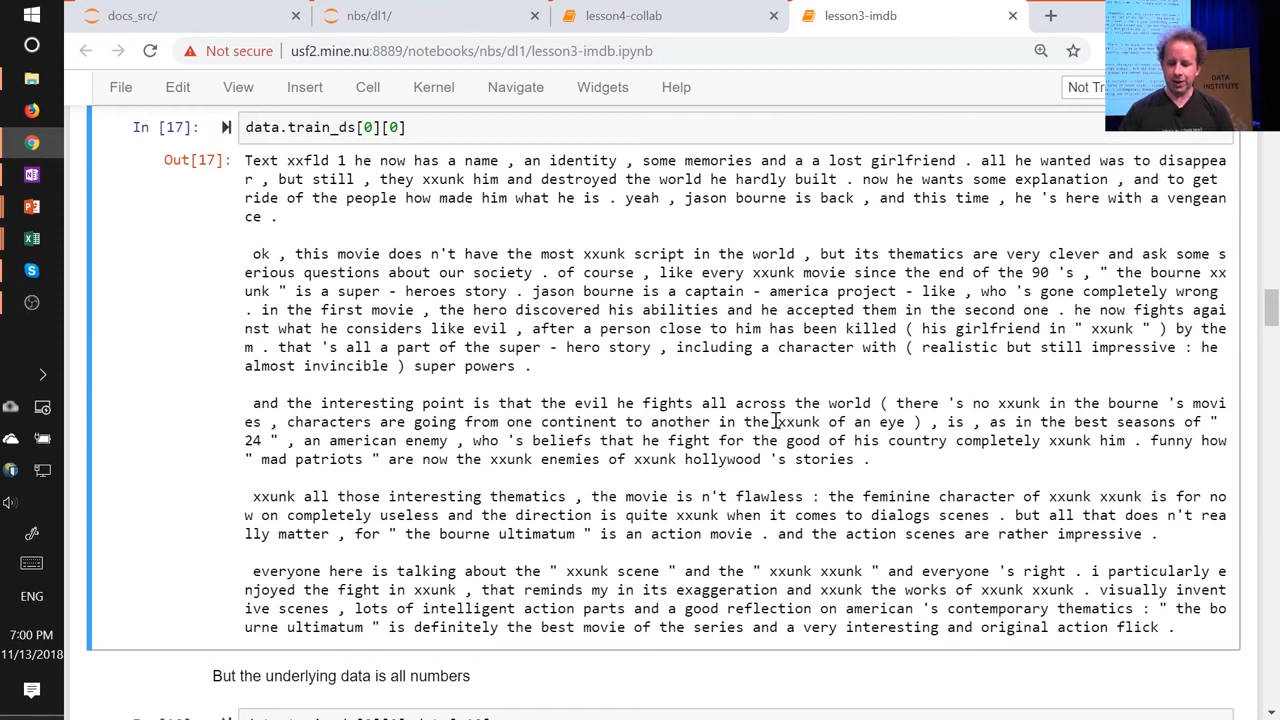 docs_src/
nbs/dl1/
lesson4-collab
lesson3-imdb
Not secure
usf2.mine.nu:8889/
ks/nbs/dl1/lesson3-imdb.ipynb
File Edit View Insert Cell Kernel Navigate Widgets Help
DATA
INSTITUTE
In [17]: data.train_ds[0][0]
Out[17]: Text xxfld 1 he now has a name , an identity , some memories and a a lost girlfriend . all he wanted was to disappea
r , but still , they xxunk him and destroyed the world he hardly built . now he wants some explanation , and to get
ride of the people how made him what he is . yeah , jason bourne is back , and this time , he 's here with a vengean
ce .
ok , this movie does n't have the most xxunk script in the world , but its thematics are very clever and ask some s
erious questions about our society . of course , like every xxunk movie since the end of the 90 's , " the bourne xx
unk " is a super - heroes story . jason bourne is a captain - america project - like , who 's gone completely wrong
. in the first movie , the hero discovered his abilities and he accepted them in the second one . he now fights agai
nst what he considers like evil , after a person close to him has been killed ( his girlfriend in " xxunk " ) by the
m . that 's all a part of the super - hero story , including a character with ( realistic but still impressive : he
almost invincible ) super powers .
and the interesting point is that the evil he fights all across the world ( there 's no xxunk in the bourne 's movi
es , characters are going from one continent to another in the xxunk of an eye ) , is , as in the best seasons of "
24 " , an american enemy , who 's beliefs that he fight for the good of his country completely xxunk him . funny how
" mad patriots " are now the xxunk enemies of xxunk hollywood 's stories .
xxunk all those interesting thematics , the movie is n't flawless : the feminine character of xxunk xxunk is for no
w on completely useless and the direction is quite xxunk when it comes to dialogs scenes . but all that does n't rea
lly matter , for " the bourne ultimatum " is an action movie . and the action scenes are rather impressive .
everyone here is talking about the " xxunk scene " and the " xxunk xxunk " and everyone 's right . i particularly e
njoyed the fight in xxunk , that reminds my in its exaggeration and xxunk the works of xxunk xxunk . visually invent
ive scenes , lots of intelligent action parts and a good reflection on american 's contemporary thematics : " the bo
urne ultimatum " is definitely the best movie of the series and a very interesting and original action flick .
But the underlying data is all numbers
ENG
7:00 PM
11/13/2018